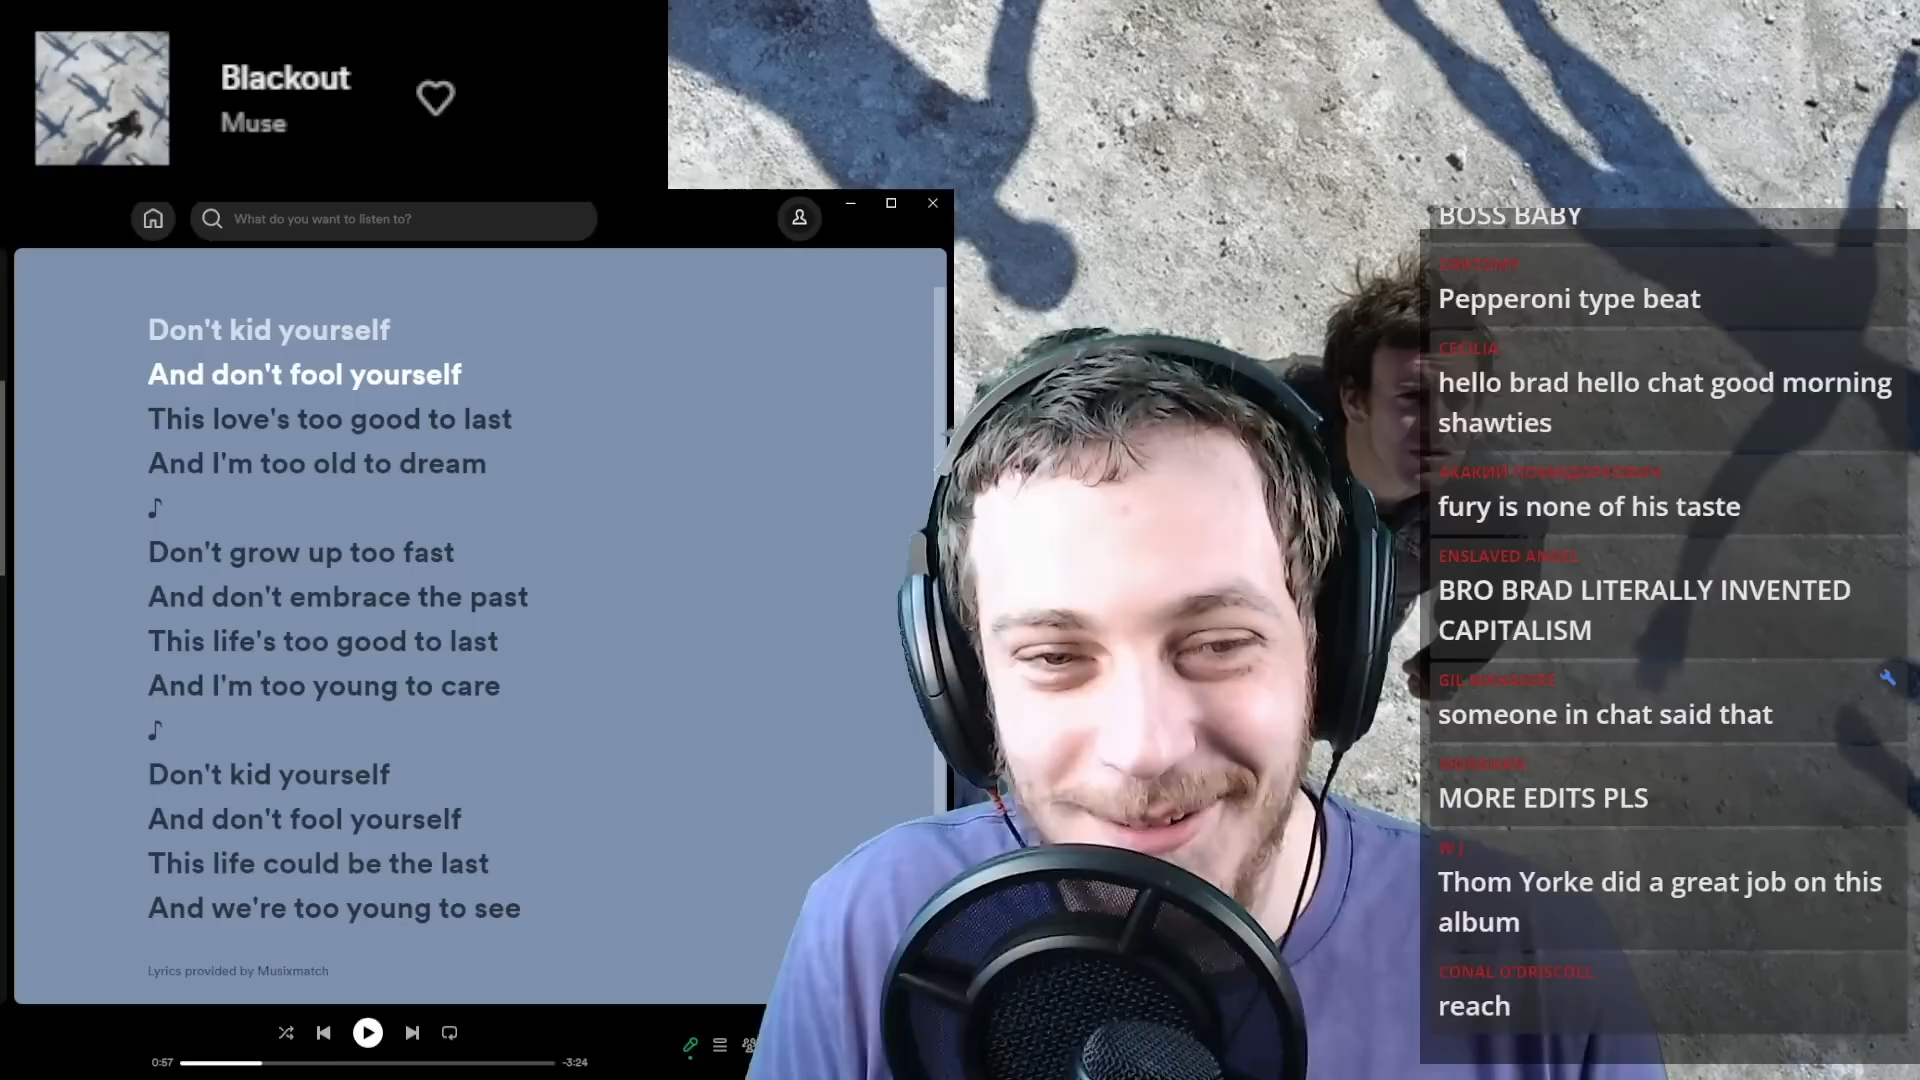 Blackout
Muse
What do you want to listen to?
Don't kid yourself
And don't fool yourself
This love's too good to last
And I'm too old to dream
♪
Don't grow up too fast
And don't embrace the past
This life's too good to last
And I'm too young to care
♪
Don't kid yourself
And don't fool yourself
This life could be the last
And we're too young to see
Lyrics provided by Musixmatch
0:57
-3:24
BOSS BABY
Pepperoni type beat
CECILIA
hello brad hello chat good morning
shawties
АКАКИЙ
fury is none of his taste
ENSLAVED ANGEL
BRO BRAD LITERALLY INVENTED
CAPITALISM
GIL
someone in chat said that
MORE EDITS PLS
W J
Thom Yorke did a great job on this
album
CONAL O'DRISCOLL
reach